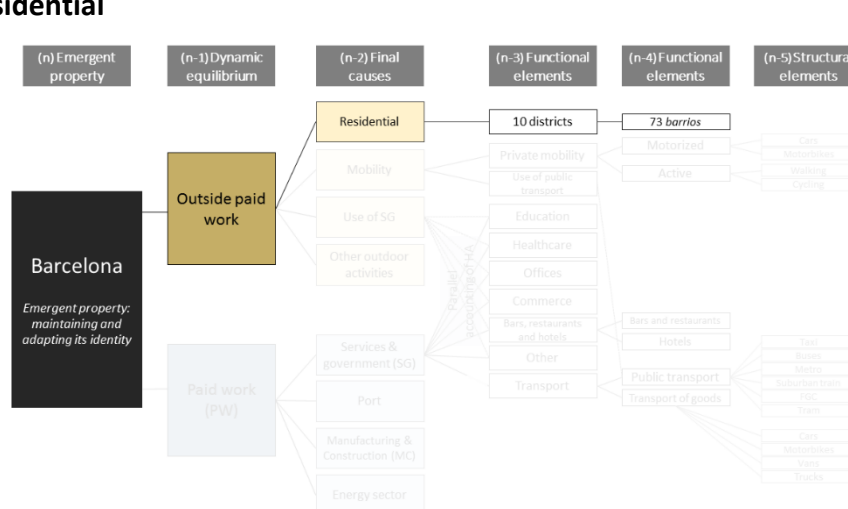 sidential
(n) Emergent
property
(n-1) Dynamic
equilibrium
(n-2) Final
causes
(n-3) Functional
elements
(n-4) Functional
elements
(n-5) Structura
elements
Residential
10 districts
73 barrios
Private mobility
Motorized
Cars
Motorbikes
Mobility
Use of public
transport
Active
Walking
Cycling
Outside paid
work
Use of SG
Education
Other outdoor
activities
Healthcare
Offices
Barcelona
Emergent property:
maintaining and
adapting its identity
Parallel
accounting of HA
Commerce
Bars, restaurants
and hotels
Bars and restaurants
Hotels
Services &
government (SG)
Other
Taxi
Buses
Metro
Suburban train
FGC
Tram
Paid work
(PW)
Transport
Public transport
Transport of goods
Port
Manufacturing &
Construction (MC)
Cars
Motorbikes
Vans
Trucks
Energy sector